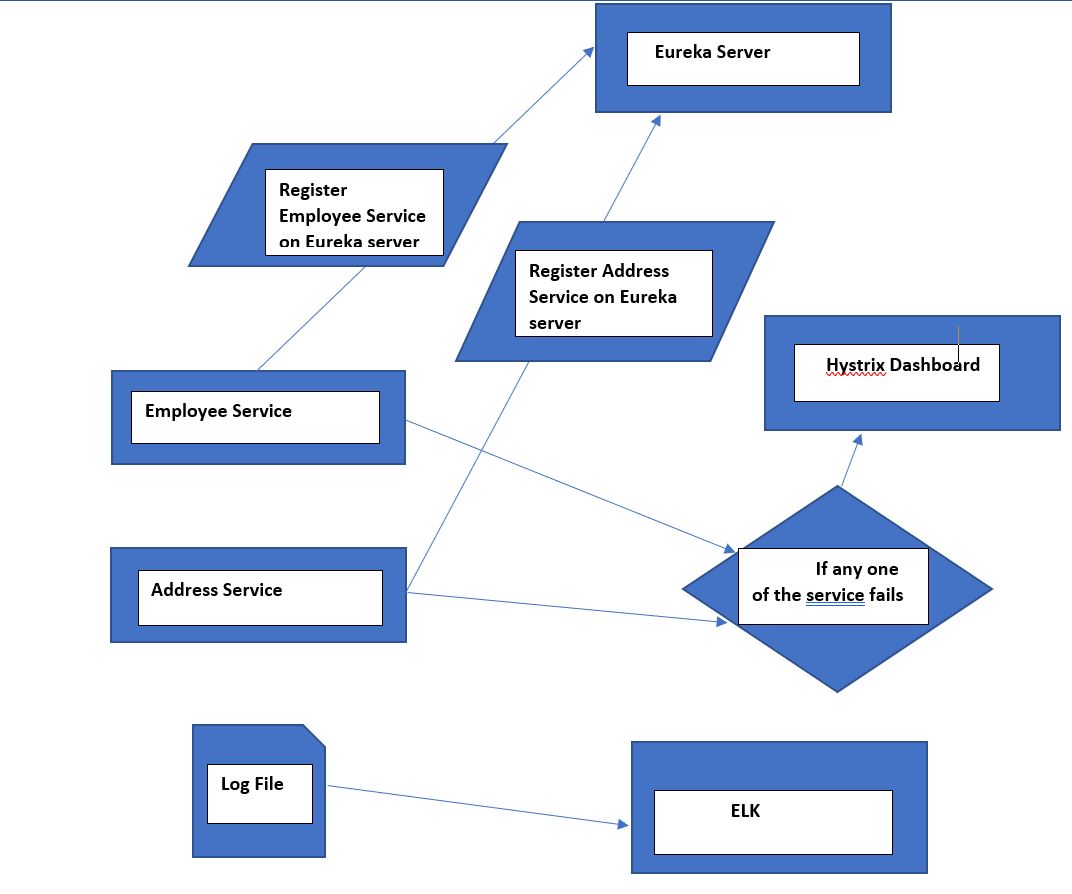 Eureka Server
Register
Employee Service
on Eureka server
Register Address
Service on Eureka
server
Hystrix Dashboard
Employee Service
If any one
of the service fails
Address Service
Log File
ELK